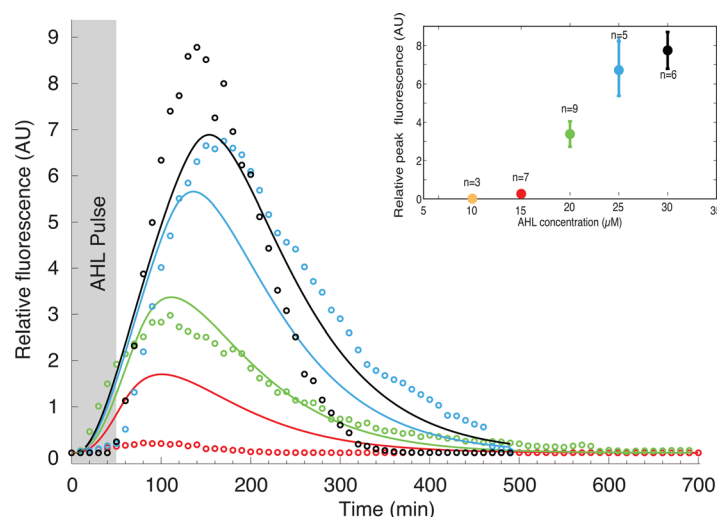 Relative fluorescence (AU)
9
8
7
6
5
4
3
2
1
0
AHL Pulse
100
200
300
400
500
600
700
Time (min)
Relative peak fluorescence (AU)
8
6
4
2
0
n=3
n=7
n=9
n=5
n=6
5
10
15
20
25
30
35
AHL concentration (µM)